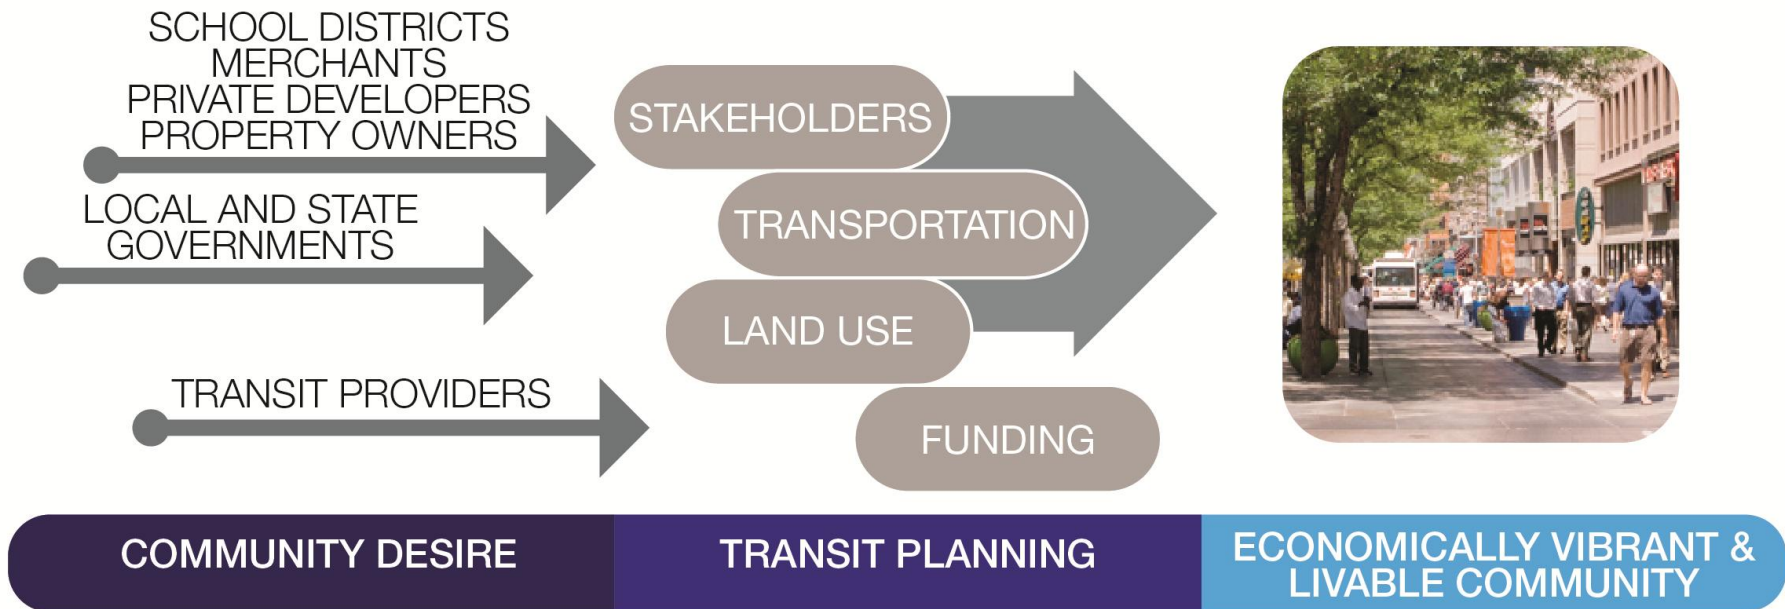 SCHOOL DISTRICTS
MERCHANTS
PRIVATE DEVELOPERS
PROPERTY OWNERS
LOCAL AND STATE
GOVERNMENTS
TRANSIT PROVIDERS
STAKEHOLDERS
TRANSPORTATION
LAND USE
FUNDING
COMMUNITY DESIRE
TRANSIT PLANNING
ECONOMICALLY VIBRANT &
LIVABLE COMMUNITY